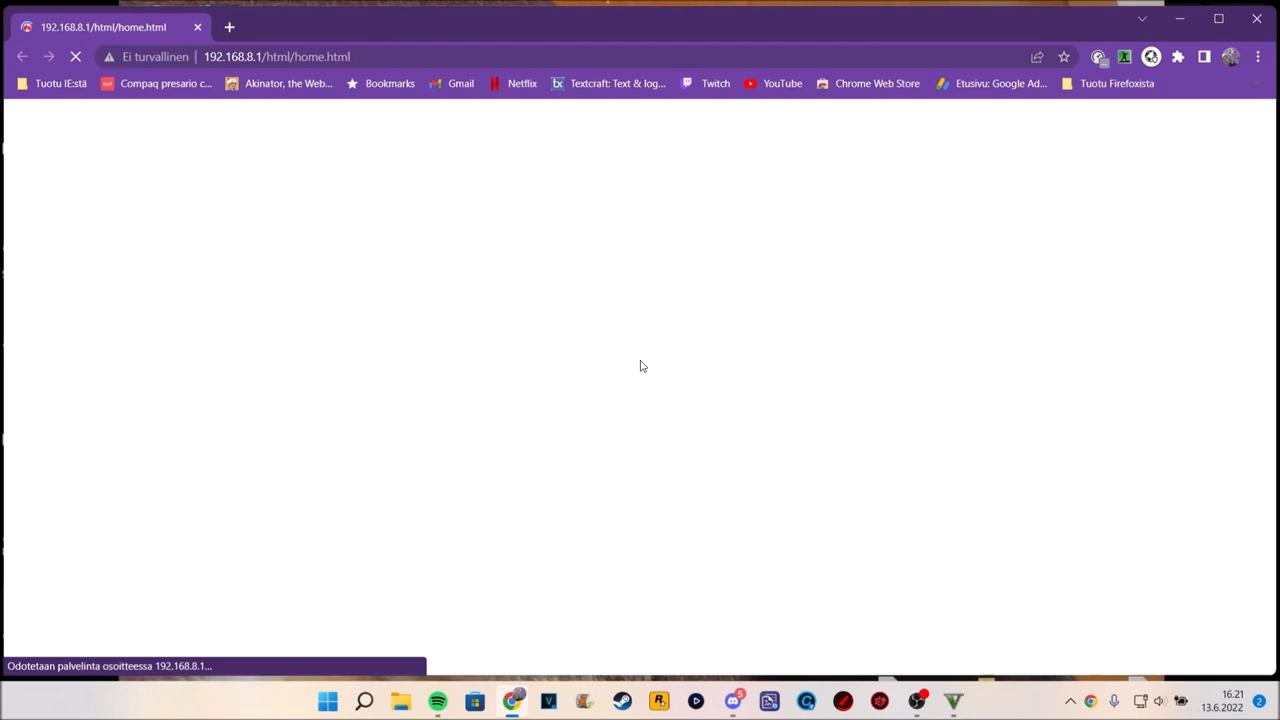 192.168.8.1/html/home.html
Ei turvallinen
192.168.8.1/html/home.html
Tuotu IE:stä
Compaq presario c...
Akinator, the Web...
Bookmarks
Gmail
Netflix
Textcraft: Text & log...
Twitch
YouTube
Chrome Web Store
Etusivu: Google Ad...
Tuotu Firefoxista
Odotetaan palvelinta osoitteessa 192.168.8.1...
5
16.21
13.6.2022
2